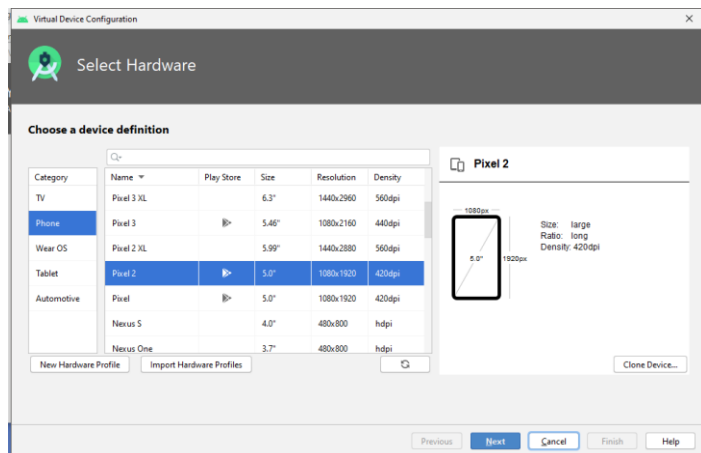 Virtual Device Configuration
Select Hardware
Choose a device definition
Category
TV
Phone
Wear OS
Tablet
Automotive
Name Play Store Size Resolution Density
Pixel 3 XL 6.3" 1440x2960 560dpi
Pixel 3 5.46" 1080x2160 440dpi
Pixel 2 XL 5.99" 1440x2880 560dpi
Pixel 2 5.0" 1080x1920 420dpi
Pixel 5.0" 1080x1920 420dpi
Nexus S 4.0" 480x800 hdpi
Nexus One 3.7" 480x800 hdpi
New Hardware Profile Import Hardware Profiles
Pixel 2
1080px
5.0"
1920px
Size: large
Ratio: long
Density: 420dpi
Clone Device...
Previous Next Cancel Finish Help